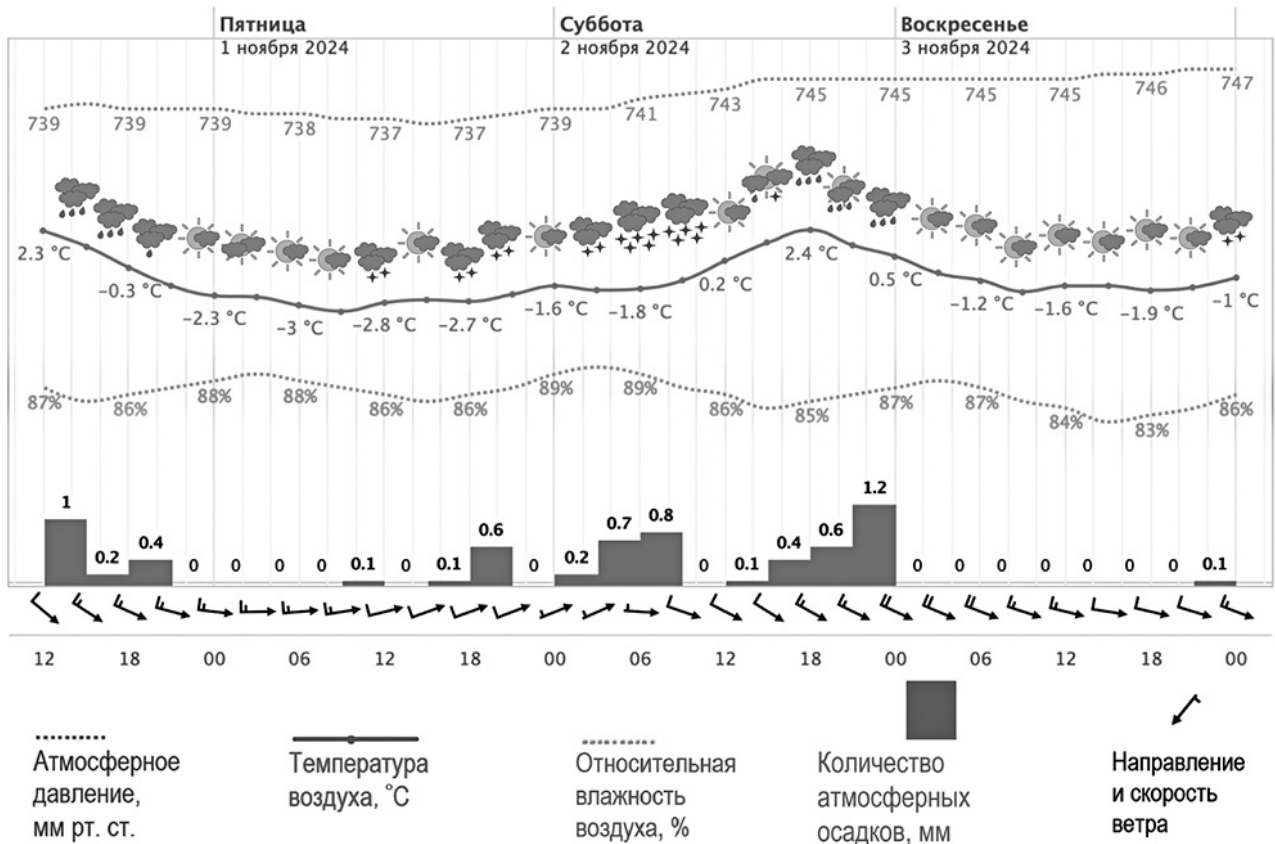 Пятница Суббота Воскресенье
1 ноября 2024 2 ноября 2024 3 ноября 2024
739 739 739 738 737 737 739 741 743 745 745 745 745 746 747
2.3 °C −0.3 °C −2.3 °C −3 °C −2.8 °C −2.7 °C −1.6 °C −1.8 °C 0.2 °C 2.4 °C 0.5 °C −1.2 °C −1.6 °C −1.9 °C −1 °C
87% 86% 88% 88% 86% 86% 89% 89% 86% 85% 87% 87% 84% 83% 86%
1 0.2 0.4 0 0 0 0 0.1 0 0.1 0.6 0 0.2 0.7 0.8 0 0.1 0.4 0.6 1.2 0 0 0 0 0 0 0 0.1
12 18 00 06 12 18 00 06 12 18 00 06 12 18 00
Атмосферное
давление,
мм рт. ст.
Температура
воздуха, °C
Относительная
влажность
воздуха, %
Количество
атмосферных
осадков, мм
Направление
и скорость
ветра